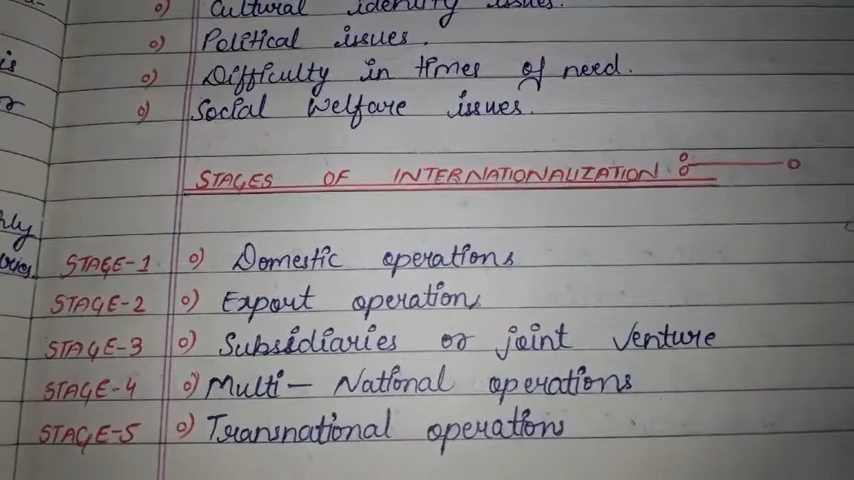 o) Cultural identity issues.
o) Political issues.
is
o) Difficulty in times of need.
o) Social Welfare issues.
STAGES OF INTERNATIONALIZATION
STAGE-1 o) Domestic operations
STAGE-2 o) Export operations
STAGE-3 o) Subsidiaries or joint Venture
STAGE-4 o) Multi- National operations
STAGE-5 o) Transnational operations